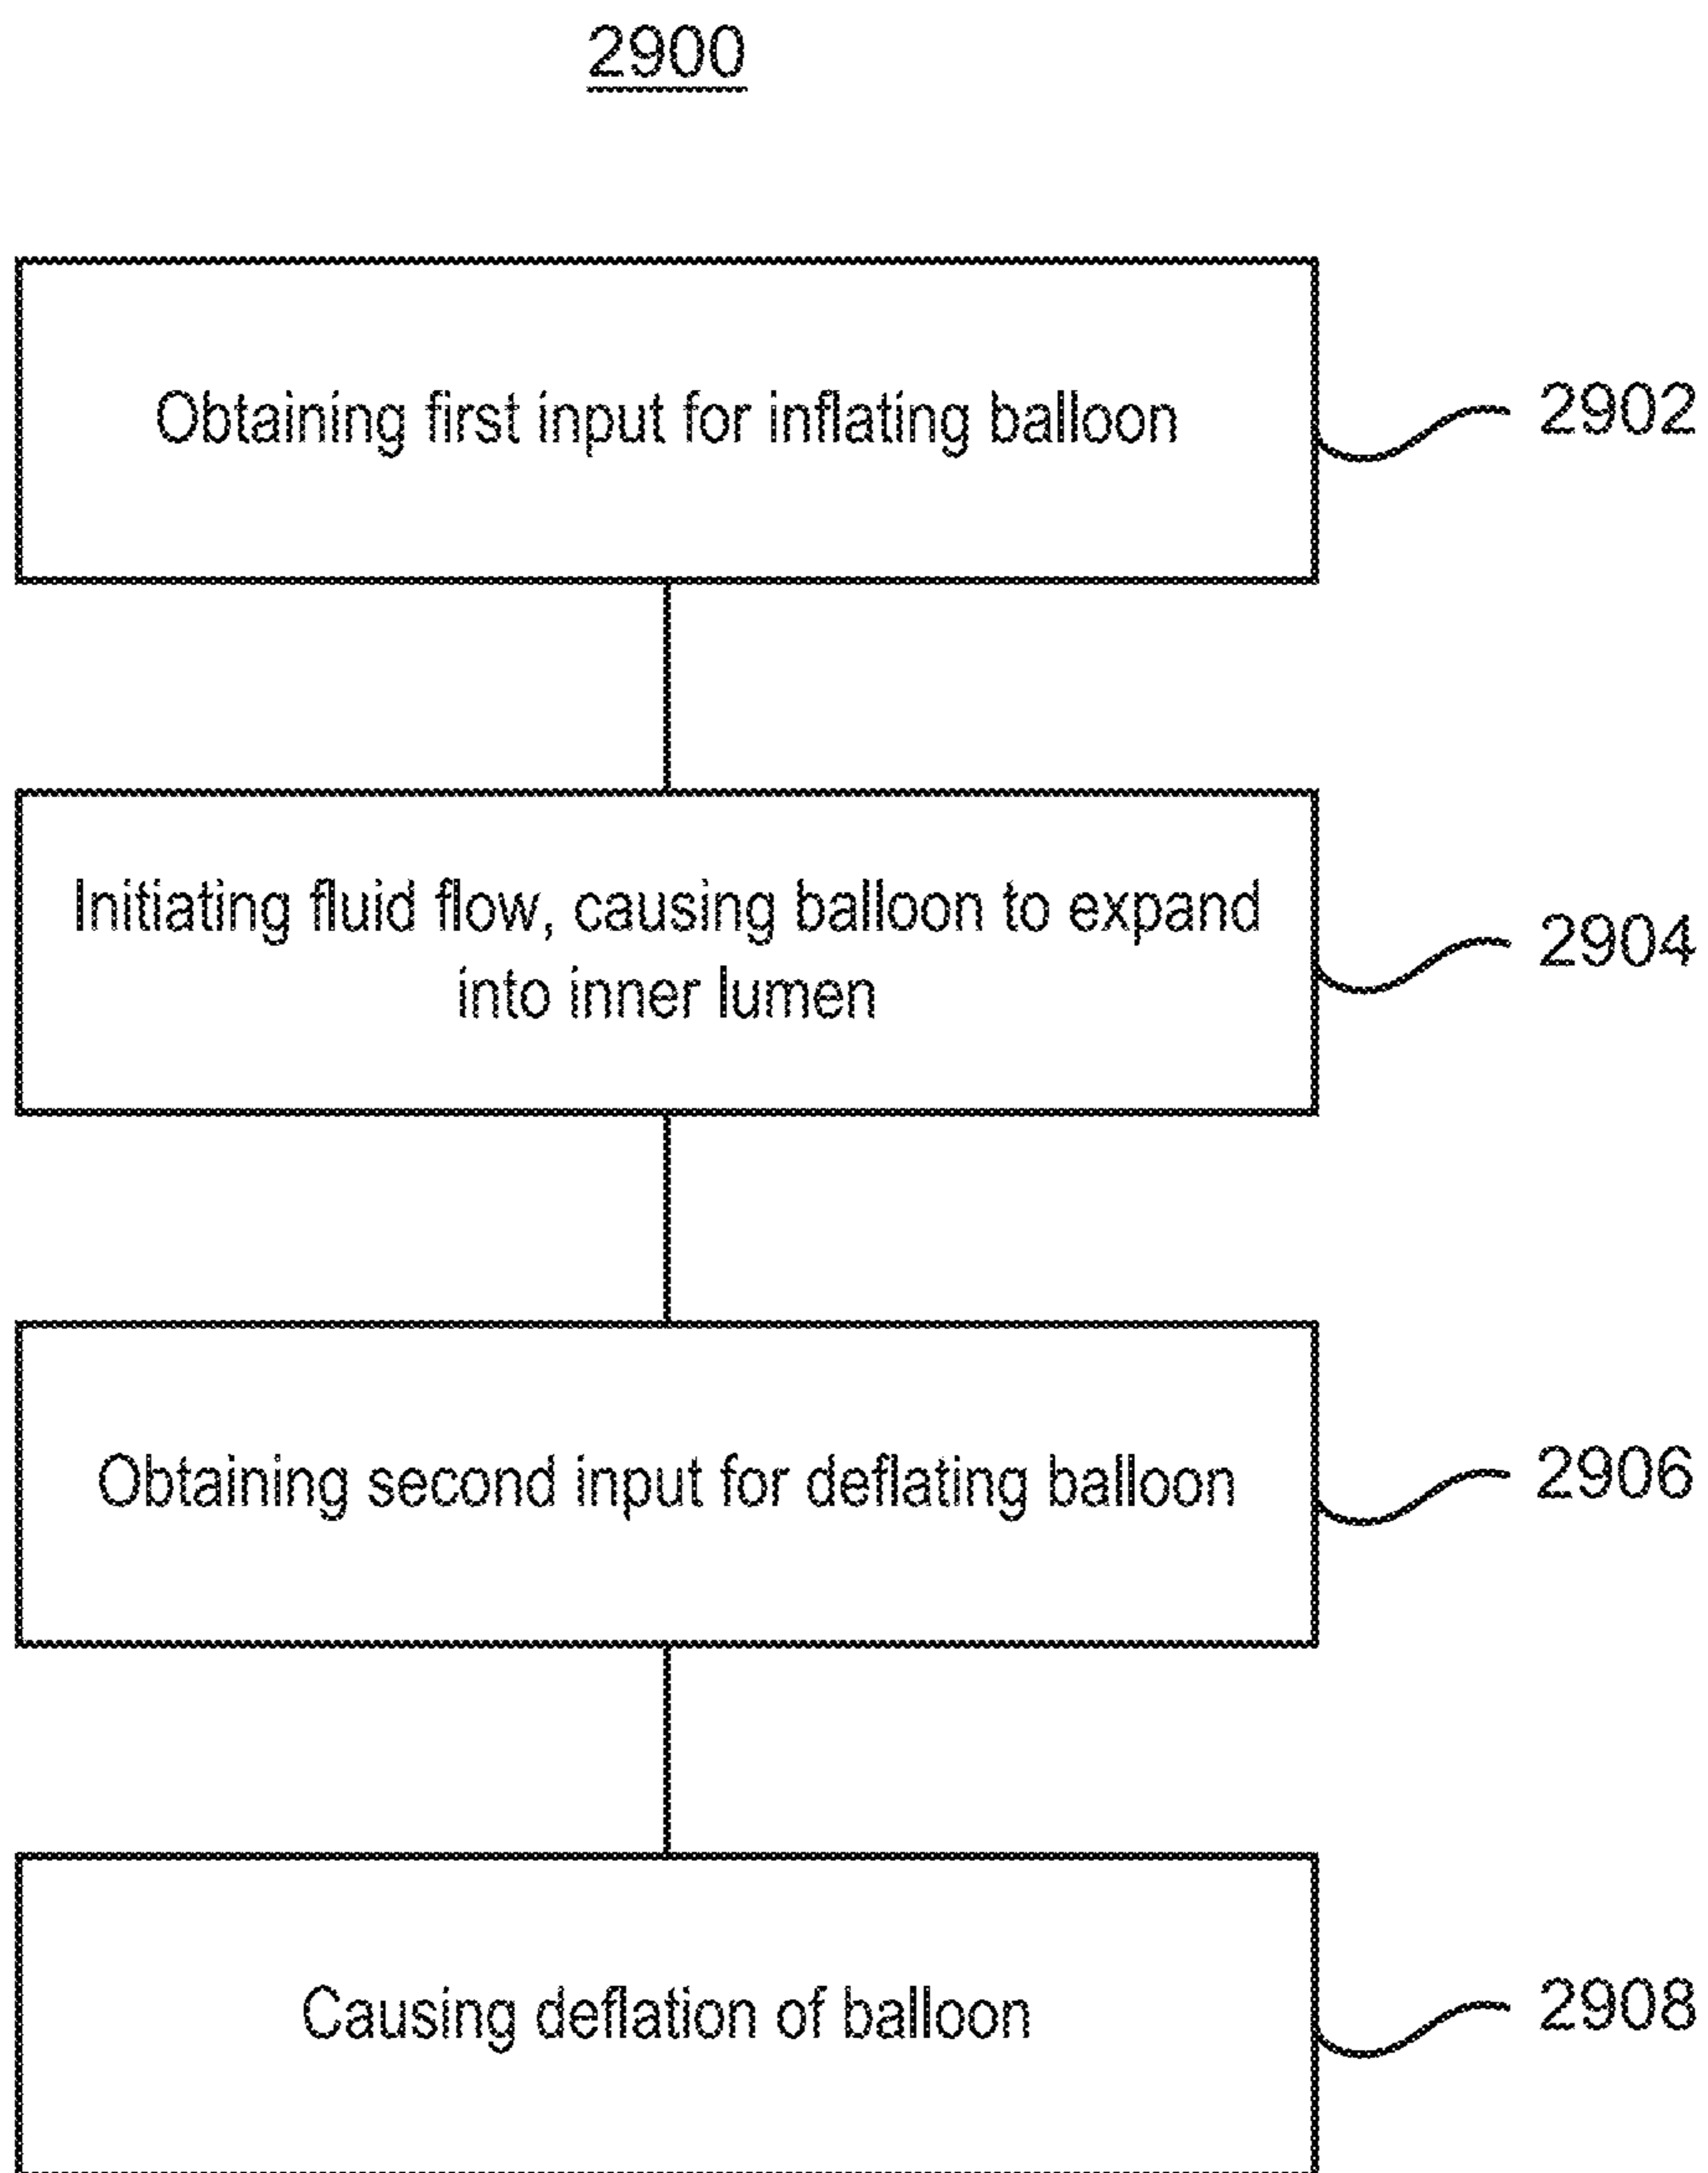 2900
Obtaining first input for inflating balloon
2902
Initiating fluid flow, causing balloon to expand
into inner lumen
2904
Obtaining second input for deflating balloon
2906
Causing deflation of balloon
2908